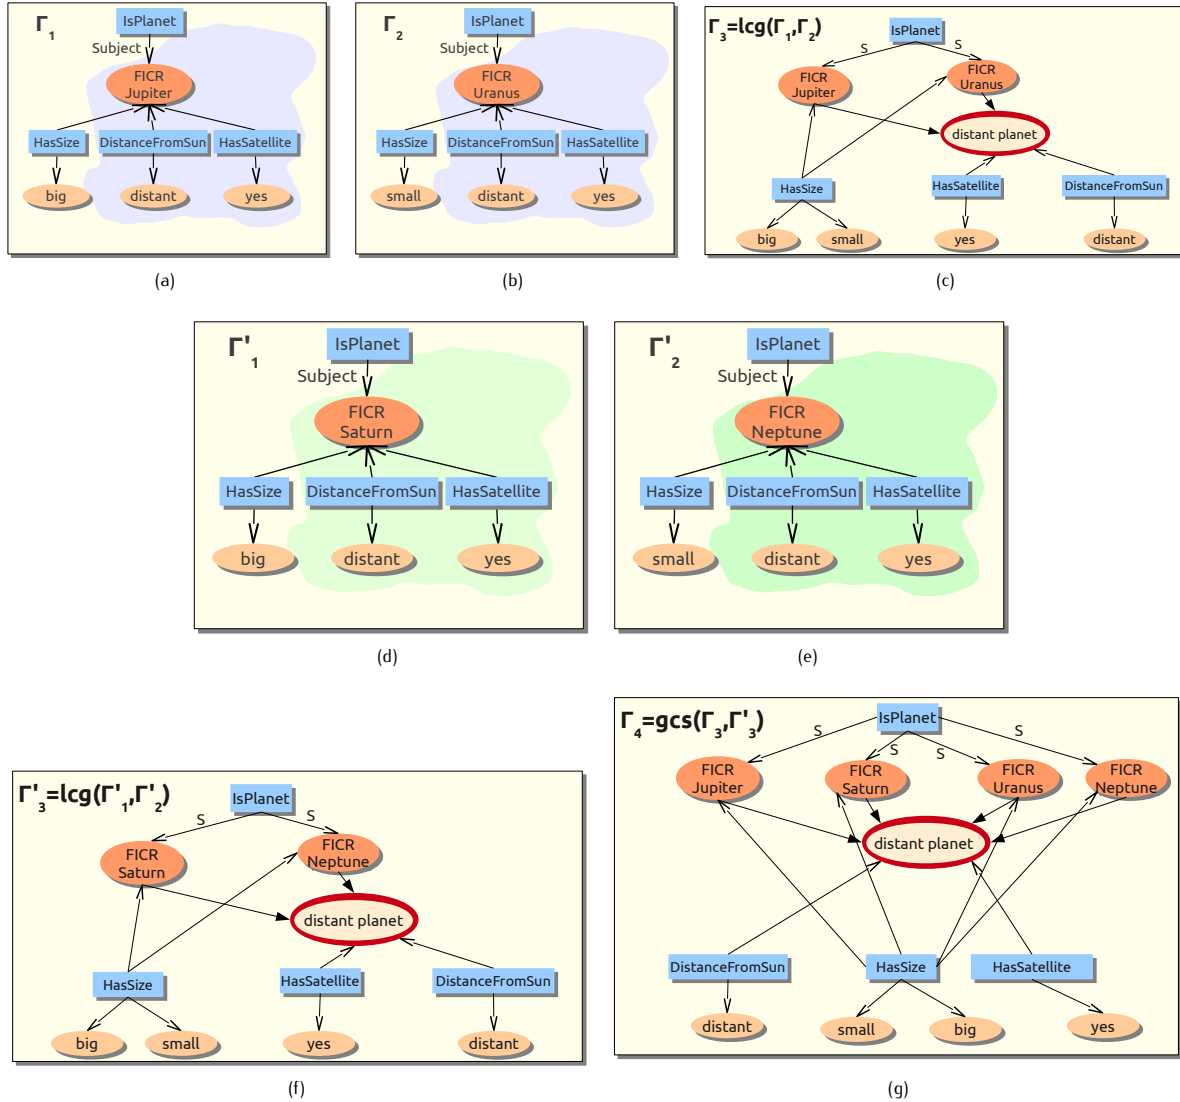 Γ1
IsPlanet
Subject
FICR
Jupiter
HasSize DistanceFromSun HasSatellite
big distant yes
(a)
Γ2
IsPlanet
Subject
FICR
Uranus
HasSize DistanceFromSun HasSatellite
small distant yes
(b)
Γ3=lcg(Γ1,Γ2)
IsPlanet
S S
FICR
Jupiter
FICR
Uranus
distant planet
HasSize HasSatellite DistanceFromSun
big small yes distant
(c)
Γ'1
IsPlanet
Subject
FICR
Saturn
HasSize DistanceFromSun HasSatellite
big distant yes
(d)
Γ'2
IsPlanet
Subject
FICR
Neptune
HasSize DistanceFromSun HasSatellite
small distant yes
(e)
Γ'3=lcg(Γ'1,Γ'2)
IsPlanet
S S
FICR
Saturn
FICR
Neptune
distant planet
HasSize HasSatellite DistanceFromSun
big small yes distant
(f)
Γ4=gcs(Γ3,Γ'3)
IsPlanet
S S S S
FICR
Jupiter
FICR
Saturn
FICR
Uranus
FICR
Neptune
distant planet
DistanceFromSun HasSize HasSatellite
distant small big yes
(g)